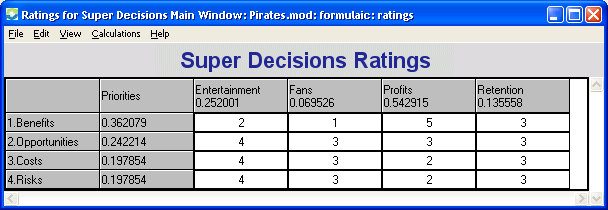 Ratings for Super Decisions Main Window: Pirates.mod: formulaic: ratings
File Edit View Calculations Help
Super Decisions Ratings
Priorities Entertainment 0.252001 Fans 0.069526 Profits 0.542915 Retention 0.135558
1.Benefits 0.362079 2 1 5 3
2.Opportunities 0.242214 4 3 3 3
3.Costs 0.197854 4 3 2 3
4.Risks 0.197854 4 3 2 3